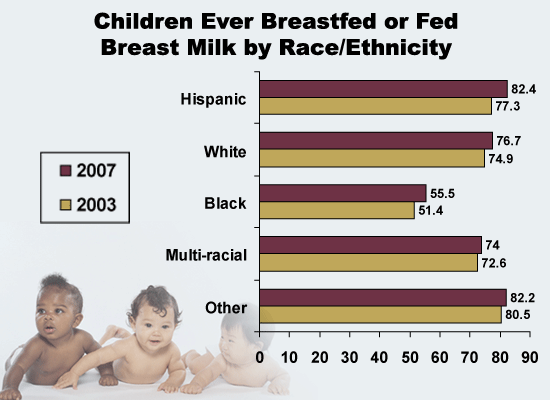 Children Ever Breastfed or Fed
Breast Milk by Race/Ethnicity
2007
2003
Hispanic
82.4
77.3
White
76.7
74.9
Black
55.5
51.4
Multi-racial
74
72.6
Other
82.2
80.5
0 10 20 30 40 50 60 70 80 90